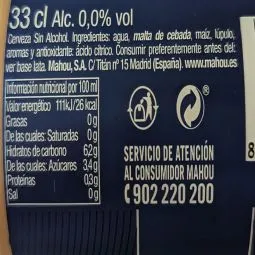 33 cl Alc. 0,0% vol
Cerveza Sin Alcohol. Ingredientes: agua, malta de cebada, maíz, lúpulo,
aromas y antioxidante: ácido cítrico. Consumir preferentemente antes del:
ver base lata. Mahou, S.A. C/ Titán nº 15 Madrid (España). www.mahou.es
Información nutricional por 100 ml
Valor energético 111kJ/26 kcal
Grasas 0g
De las cuales: Saturadas 0g
Hidratos de carbono 6,2g
De las cuales: Azúcares 3,4g
Proteínas 0,3g
Sal 0g
SERVICIO DE ATENCIÓN
AL CONSUMIDOR MAHOU
902 220 200
8